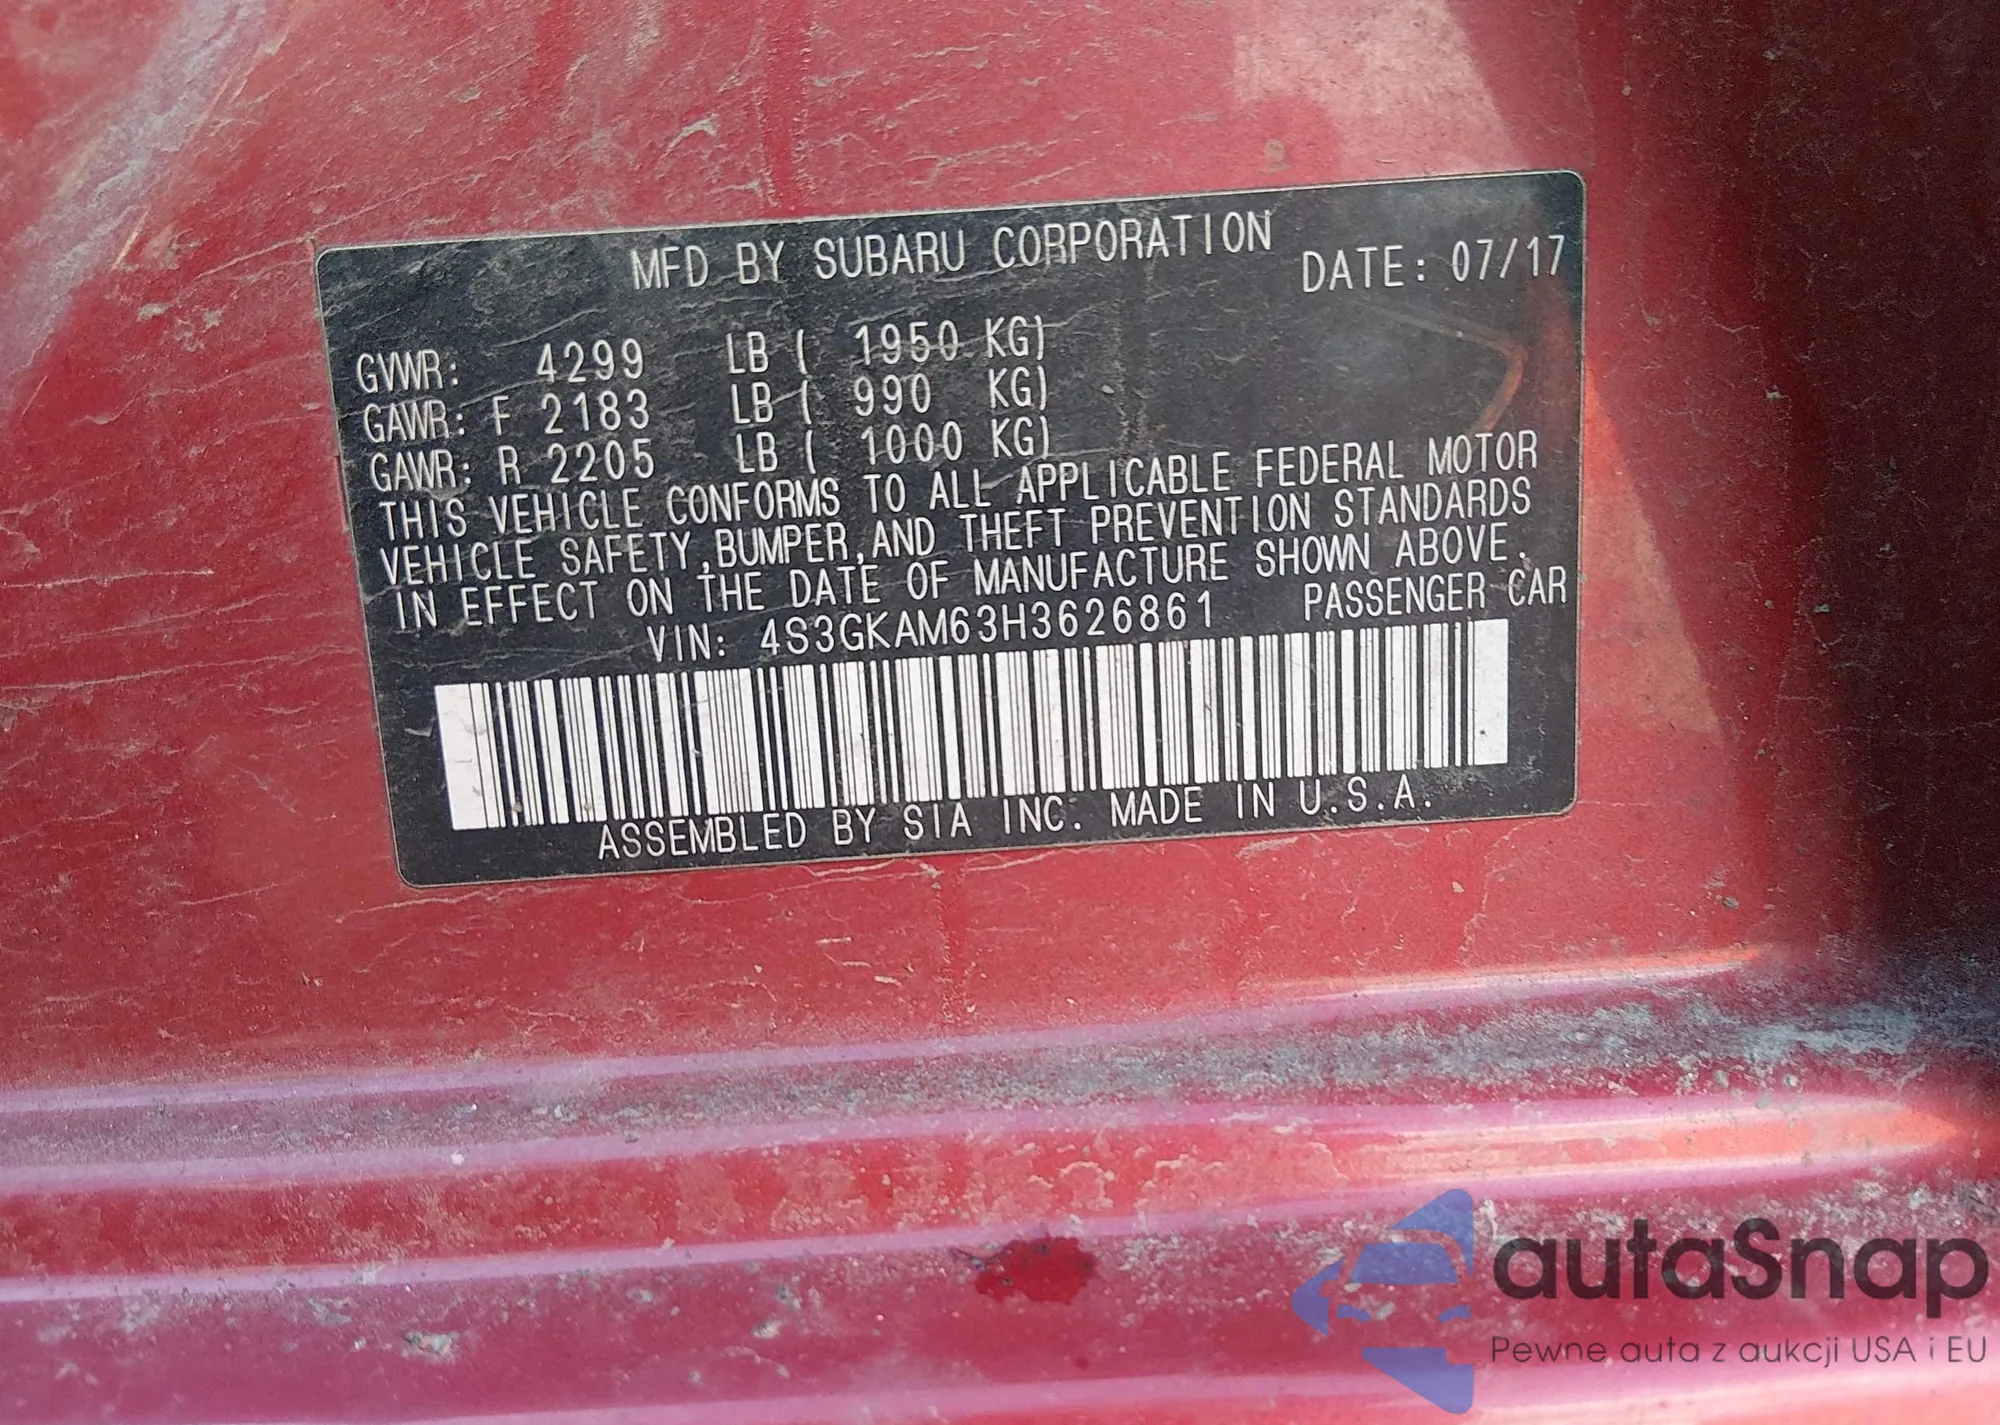 MFD BY SUBARU CORPORATION
DATE: 07/17
GVWR: 4299 LB ( 1950 KG)
GAWR: F 2183 LB ( 990 KG)
GAWR: R 2205 LB ( 1000 KG)
THIS VEHICLE CONFORMS TO ALL APPLICABLE FEDERAL MOTOR
VEHICLE SAFETY,BUMPER,AND THEFT PREVENTION STANDARDS
IN EFFECT ON THE DATE OF MANUFACTURE SHOWN ABOVE.
VIN: 4S3GKAM63H3626861 PASSENGER CAR
ASSEMBLED BY SIA INC. MADE IN U.S.A.
autaSnap
Pewne auta z aukcji USA i EU